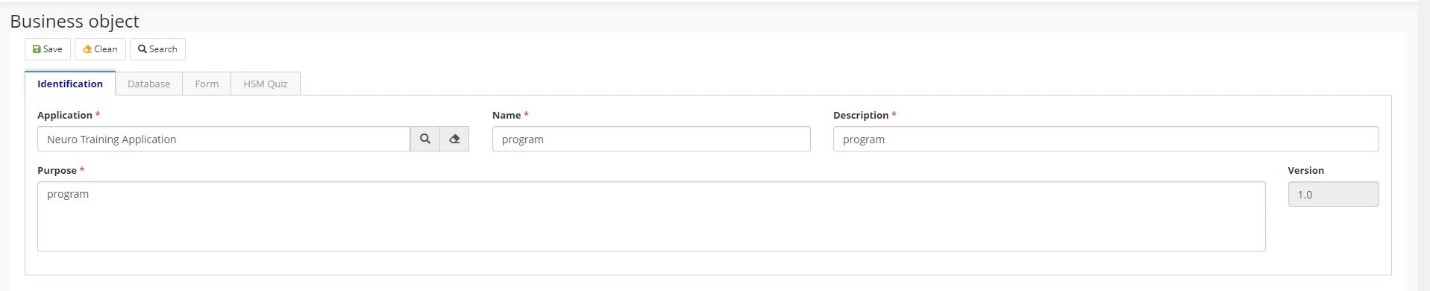 Business object
Save Clean Search
Identification Database Form HSM Quiz
Application * Name * Description *
Neuro Training Application program program
Purpose * Version
program 1.0